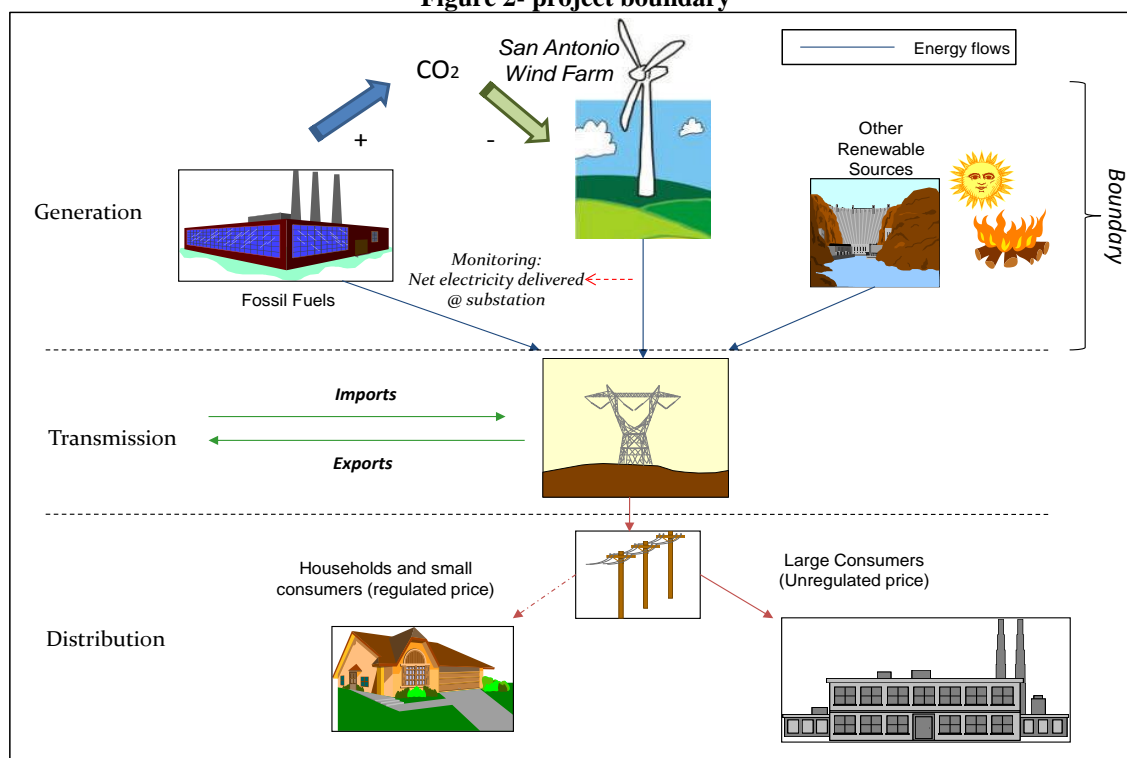 Figure 2- project boundary
San Antonio
Wind Farm
Energy flows
CO₂
+
-
Other
Renewable
Sources
Boundary
Generation
Monitoring:
Net electricity delivered
@ substation
Fossil Fuels
Imports
Transmission
Exports
Households and small
consumers (regulated price)
Large Consumers
(Unregulated price)
Distribution